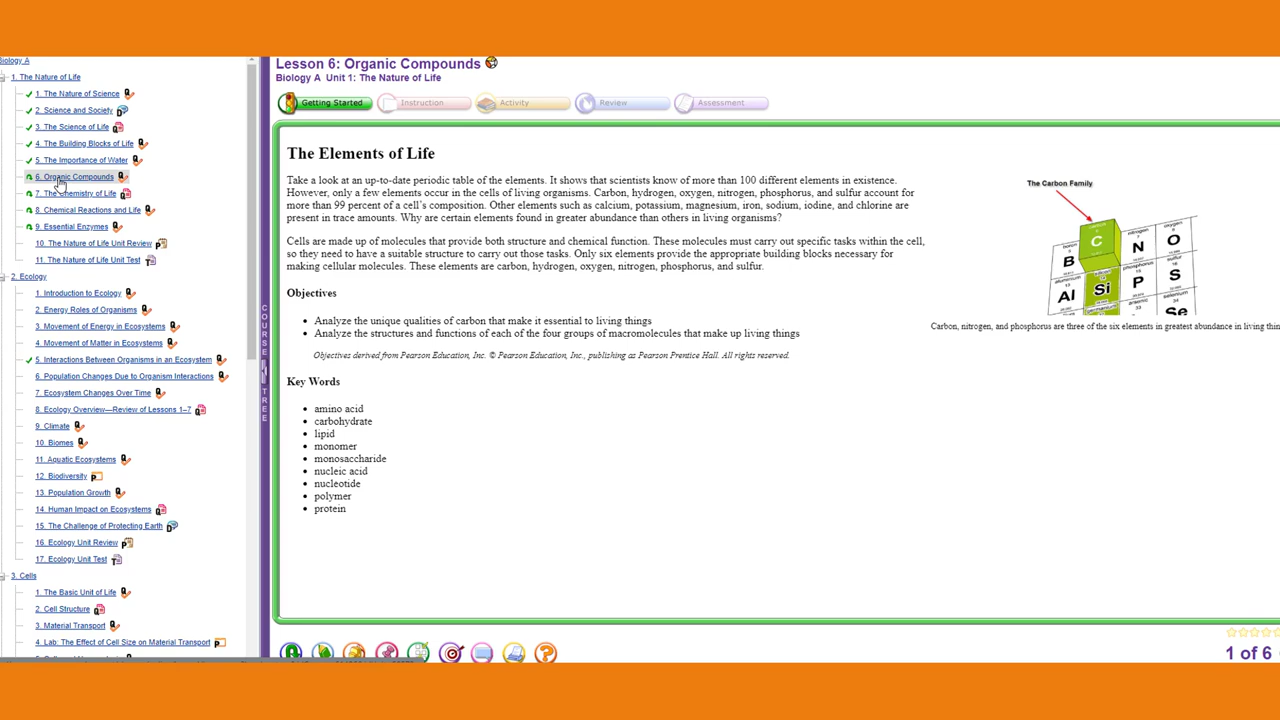 Biology A
1. The Nature of Life
1. The Nature of Science
2. Science and Society
3. The Science of Life
4. The Building Blocks of Life
5. The Importance of Water
6. Organic Compounds
7. The Chemistry of Life
8. Chemical Reactions and Life
9. Essential Enzymes
10. The Nature of Life Unit Review
11. The Nature of Life Unit Test
2. Ecology
1. Introduction to Ecology
2. Energy Roles of Organisms
3. Movement of Energy in Ecosystems
4. Movement of Matter in Ecosystems
5. Interactions Between Organisms in an Ecosystem
6. Population Changes Due to Organism Interactions
7. Ecosystem Changes Over Time
8. Ecology Overview—Review of Lessons 1–7
9. Climate
10. Biomes
11. Aquatic Ecosystems
12. Biodiversity
13. Population Growth
14. Human Impact on Ecosystems
15. The Challenge of Protecting Earth
16. Ecology Unit Review
17. Ecology Unit Test
3. Cells
1. The Basic Unit of Life
2. Cell Structure
3. Material Transport
4. Lab: The Effect of Cell Size on Material Transport
COURSE TREE
Lesson 6: Organic Compounds
Biology A Unit 1: The Nature of Life
Getting Started Instruction Activity Review Assessment
The Elements of Life
Take a look at an up-to-date periodic table of the elements. It shows that scientists know of more than 100 different elements in existence.
However, only a few elements occur in the cells of living organisms. Carbon, hydrogen, oxygen, nitrogen, phosphorus, and sulfur account for
more than 99 percent of a cell's composition. Other elements such as calcium, potassium, magnesium, iron, sodium, iodine, and chlorine are
present in trace amounts. Why are certain elements found in greater abundance than others in living organisms?
Cells are made up of molecules that provide both structure and chemical function. These molecules must carry out specific tasks within the cell,
so they need to have a suitable structure to carry out those tasks. Only six elements provide the appropriate building blocks necessary for
making cellular molecules. These elements are carbon, hydrogen, oxygen, nitrogen, phosphorus, and sulfur.
Objectives
• Analyze the unique qualities of carbon that make it essential to living things
• Analyze the structures and functions of each of the four groups of macromolecules that make up living things
Objectives derived from Pearson Education, Inc. © Pearson Education, Inc., publishing as Pearson Prentice Hall. All rights reserved.
Key Words
• amino acid
• carbohydrate
• lipid
• monomer
• monosaccharide
• nucleic acid
• nucleotide
• polymer
• protein
The Carbon Family
boron nitrogen oxygen
B C N O
aluminum silicon phosphorus sulfur
Al Si P S
arsenic selenium
Se
Carbon, nitrogen, and phosphorus are three of the six elements in greatest abundance in living
1 of 6